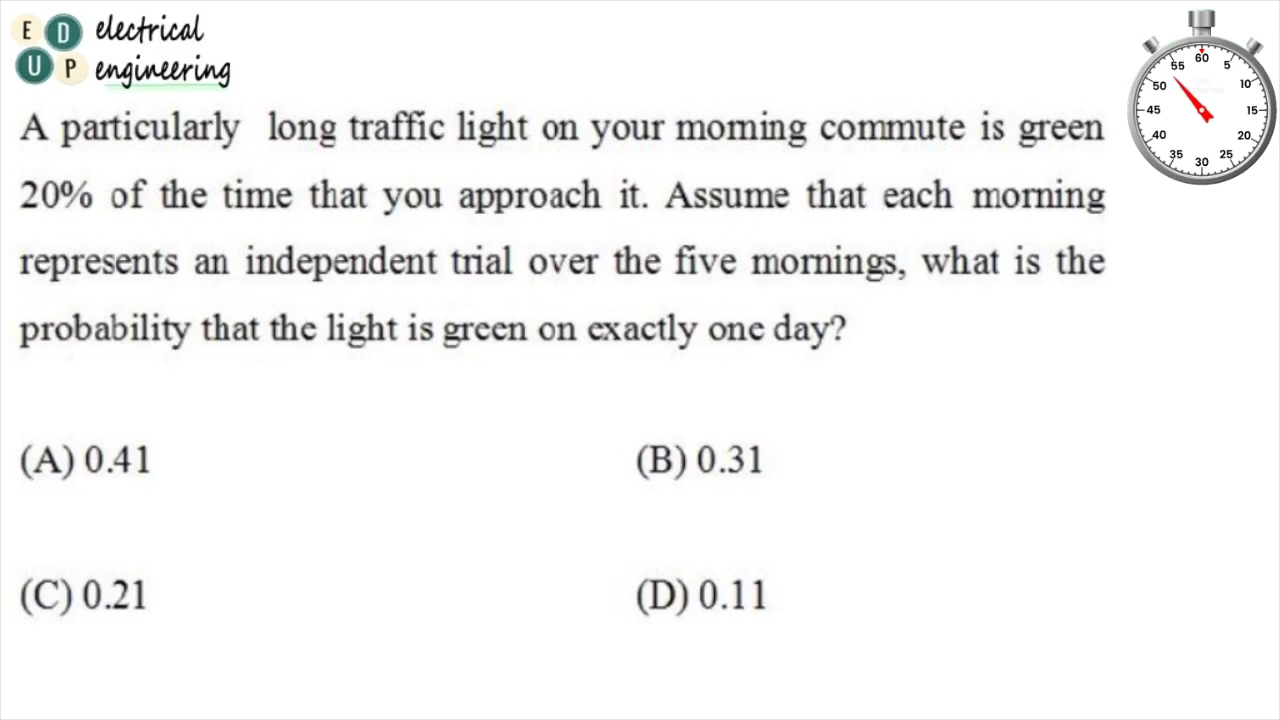 E D electrical
U P engineering
A particularly long traffic light on your morning commute is green
20% of the time that you approach it. Assume that each morning
represents an independent trial over the five mornings, what is the
probability that the light is green on exactly one day?
(A) 0.41 (B) 0.31
(C) 0.21 (D) 0.11
60
55 5
50 10
45 15
40 20
35 25
30